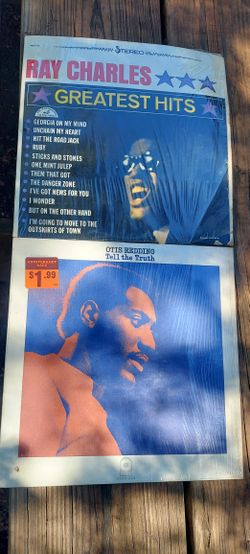 STEREO
RAY CHARLES
GREATEST HITS
GEORGIA ON MY MIND
UNCHAIN MY HEART
HIT THE ROAD JACK
RUBY
STICKS AND STONES
ONE MINT JULEP
THEM THAT GOT
THE DANGER ZONE
I'VE GOT NEWS FOR YOU
I WONDER
BUT ON THE OTHER HAND
I'M GOING TO MOVE TO THE
OUTSKIRTS OF TOWN
OTIS REDDING
Tell the Truth
$1.99